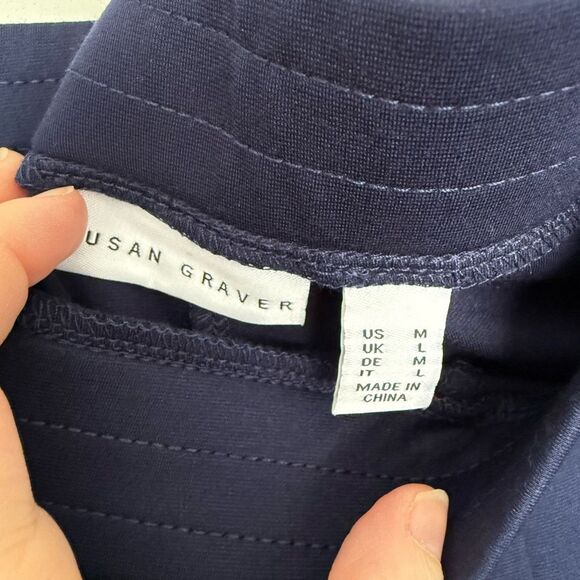 USAN GRAVER
US M
UK L
DE M
IT L
MADE IN
CHINA